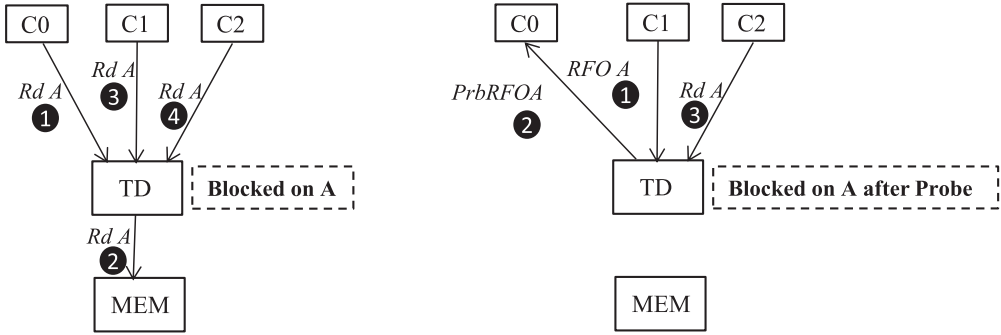 C0 C1 C2
Rd A
1
Rd A
3
Rd A
4
TD
Blocked on A
Rd A
2
MEM
C0 C1 C2
PrbRFOA
2
RFO A
1
Rd A
3
TD
Blocked on A after Probe
MEM